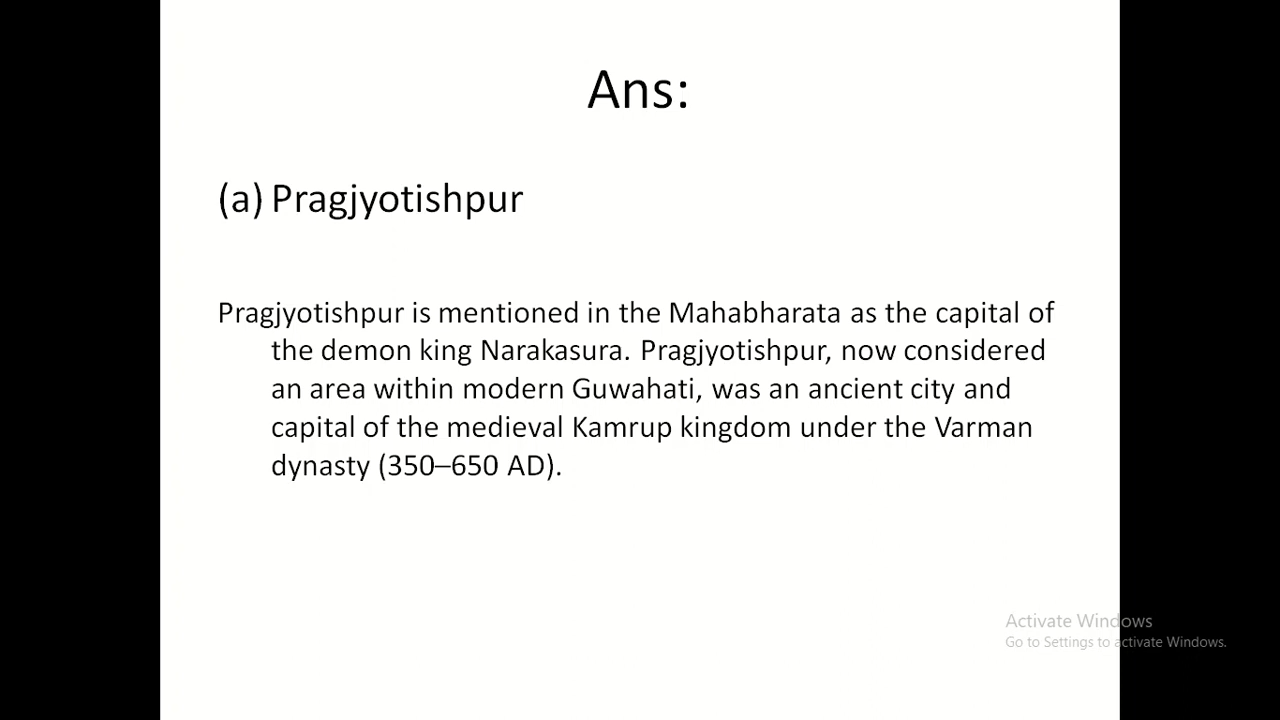 Ans:
(a) Pragjyotishpur
Pragjyotishpur is mentioned in the Mahabharata as the capital of
the demon king Narakasura. Pragjyotishpur, now considered
an area within modern Guwahati, was an ancient city and
capital of the medieval Kamrup kingdom under the Varman
dynasty (350–650 AD).
Activate Windows
Go to Settings to activate Windows.